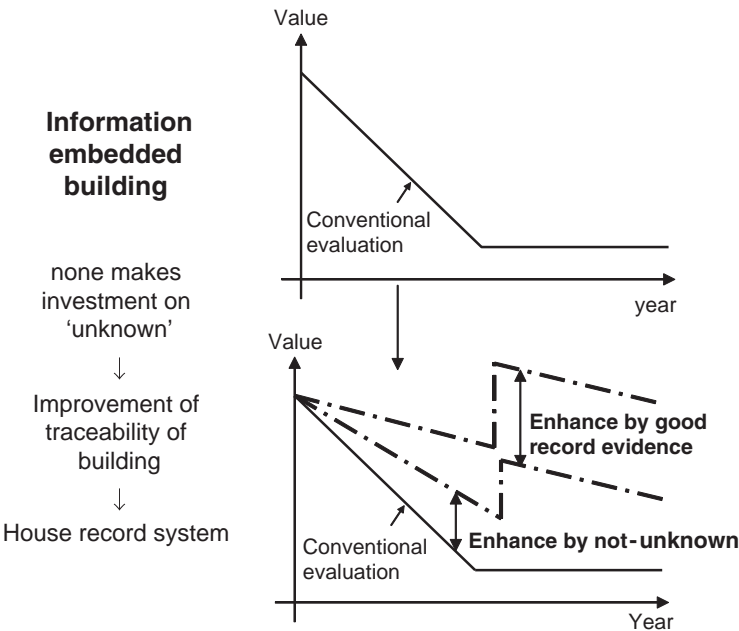 Information
embedded
building
none makes
investment on
‘unknown’
↓
Improvement of
traceability of
building
↓
House record system
Value
Conventional
evaluation
year
Value
Enhance by good
record evidence
Enhance by not-unknown
Conventional
evaluation
Year